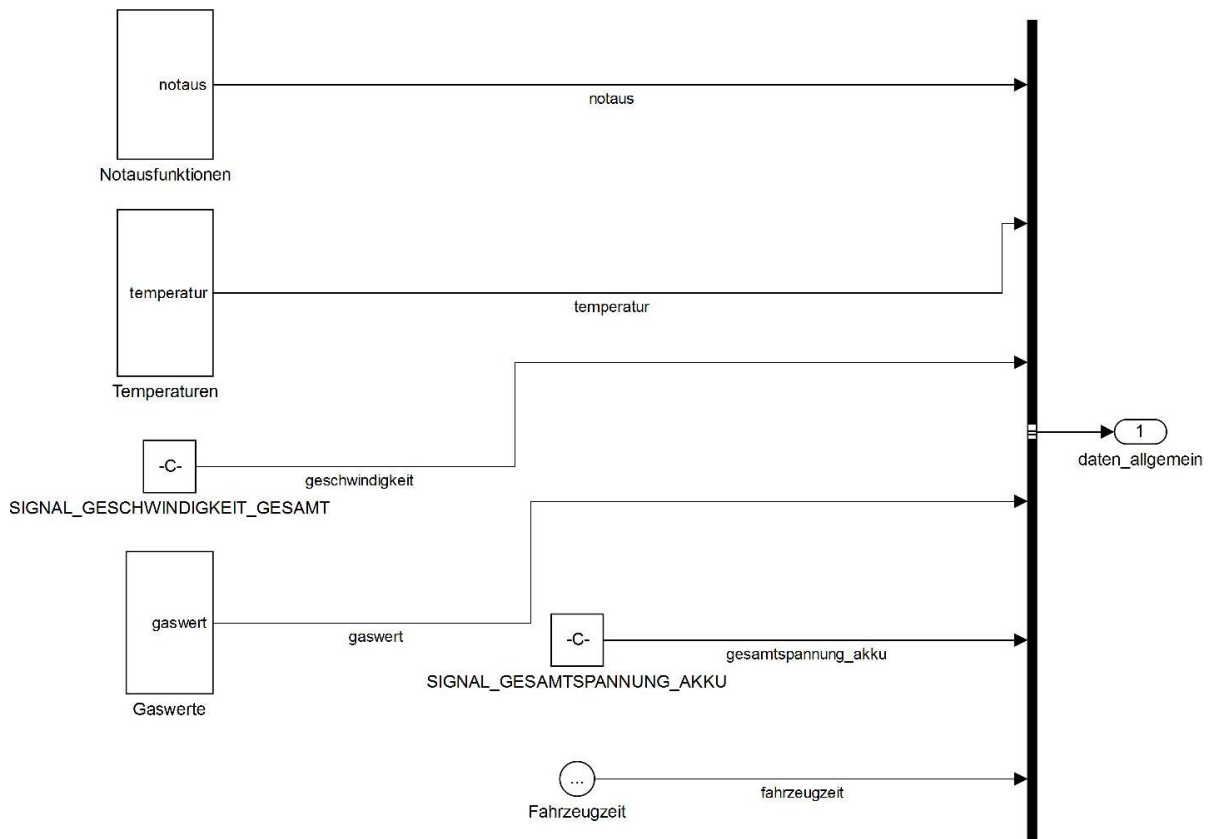 notaus
notaus
Notausfunktionen
temperatur
temperatur
Temperaturen
-C-
geschwindigkeit
SIGNAL_GESCHWINDIGKEIT_GESAMT
1
daten_allgemein
gaswert
gaswert
Gaswerte
-C-
gesamtspannung_akku
SIGNAL_GESAMTSPANNUNG_AKKU
...
fahrzeugzeit
Fahrzeugzeit